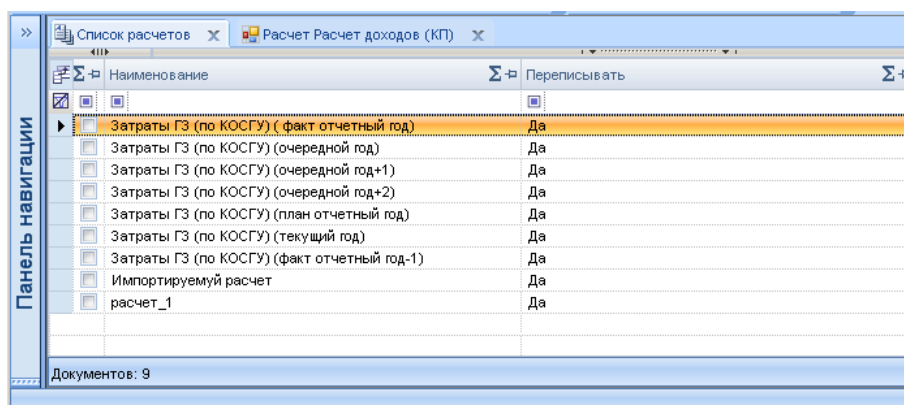 Список расчетов
Расчет Расчет доходов (КП)
Наименование Переписывать
Затраты ГЗ (по КОСГУ) ( факт отчетный год) Да
Затраты ГЗ (по КОСГУ) (очередной год) Да
Затраты ГЗ (по КОСГУ) (очередной год+1) Да
Затраты ГЗ (по КОСГУ) (очередной год+2) Да
Затраты ГЗ (по КОСГУ) (план отчетный год) Да
Затраты ГЗ (по КОСГУ) (текущий год) Да
Затраты ГЗ (по КОСГУ) (факт отчетный год-1) Да
Импортируемуй расчет Да
расчет_1 Да
Документов: 9
Панель навигации